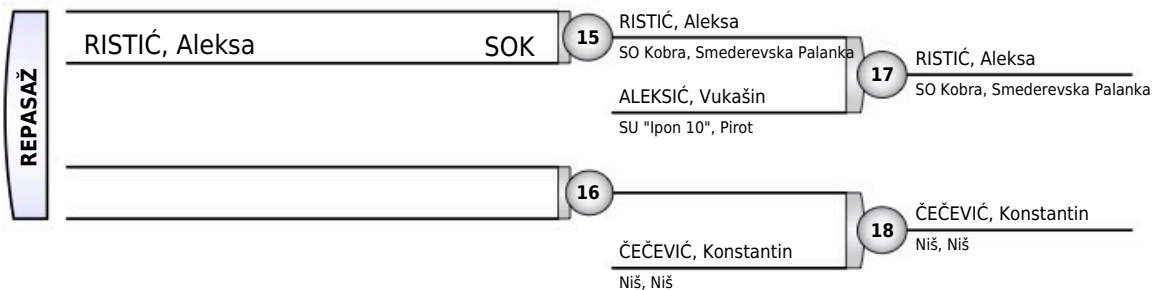 REPASAŽ
RISTIĆ, Aleksa SOK
15
RISTIĆ, Aleksa
SO Kobra, Smederevska Palanka
ALEKSIĆ, Vukašin
SU "Ipon 10", Pirot
17
RISTIĆ, Aleksa
SO Kobra, Smederevska Palanka
16
ČEČEVIĆ, Konstantin
Niš, Niš
18
ČEČEVIĆ, Konstantin
Niš, Niš